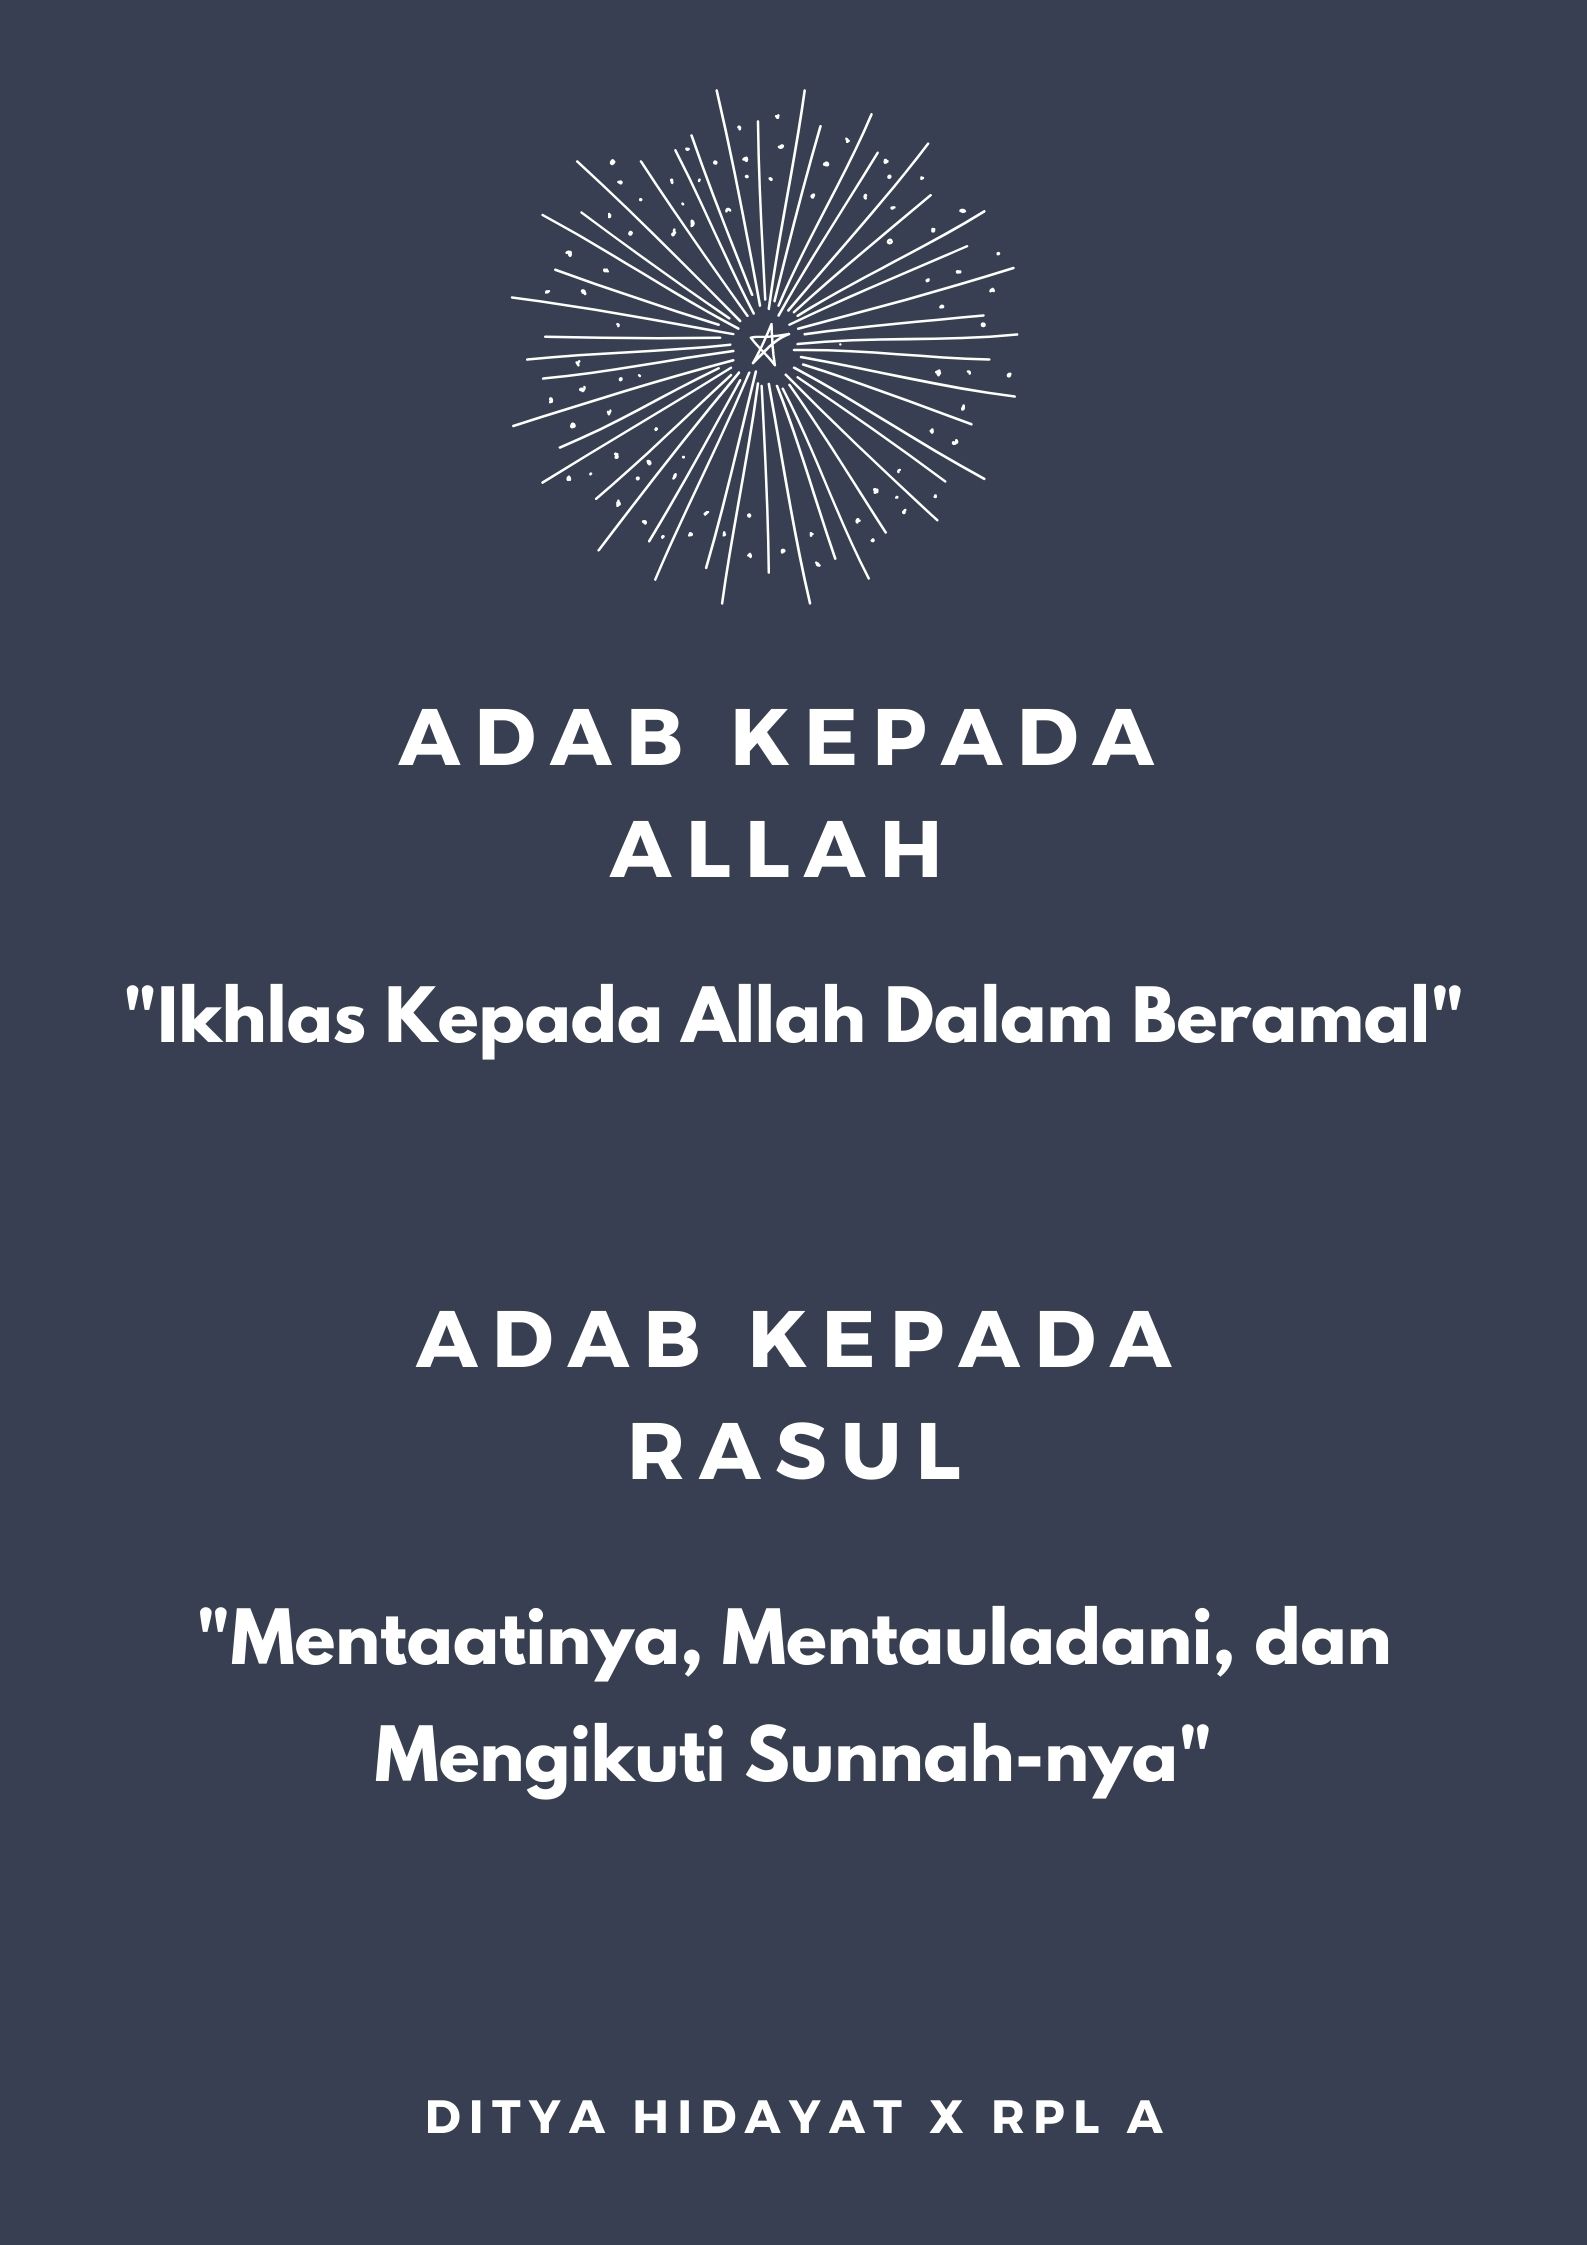 ADAB KEPADA
ALLAH
"Ikhlas Kepada Allah Dalam Beramal"
ADAB KEPADA
RASUL
"Mentaatinya, Mentauladani, dan
Mengikuti Sunnah-nya"
DITYA HIDAYAT X RPL A